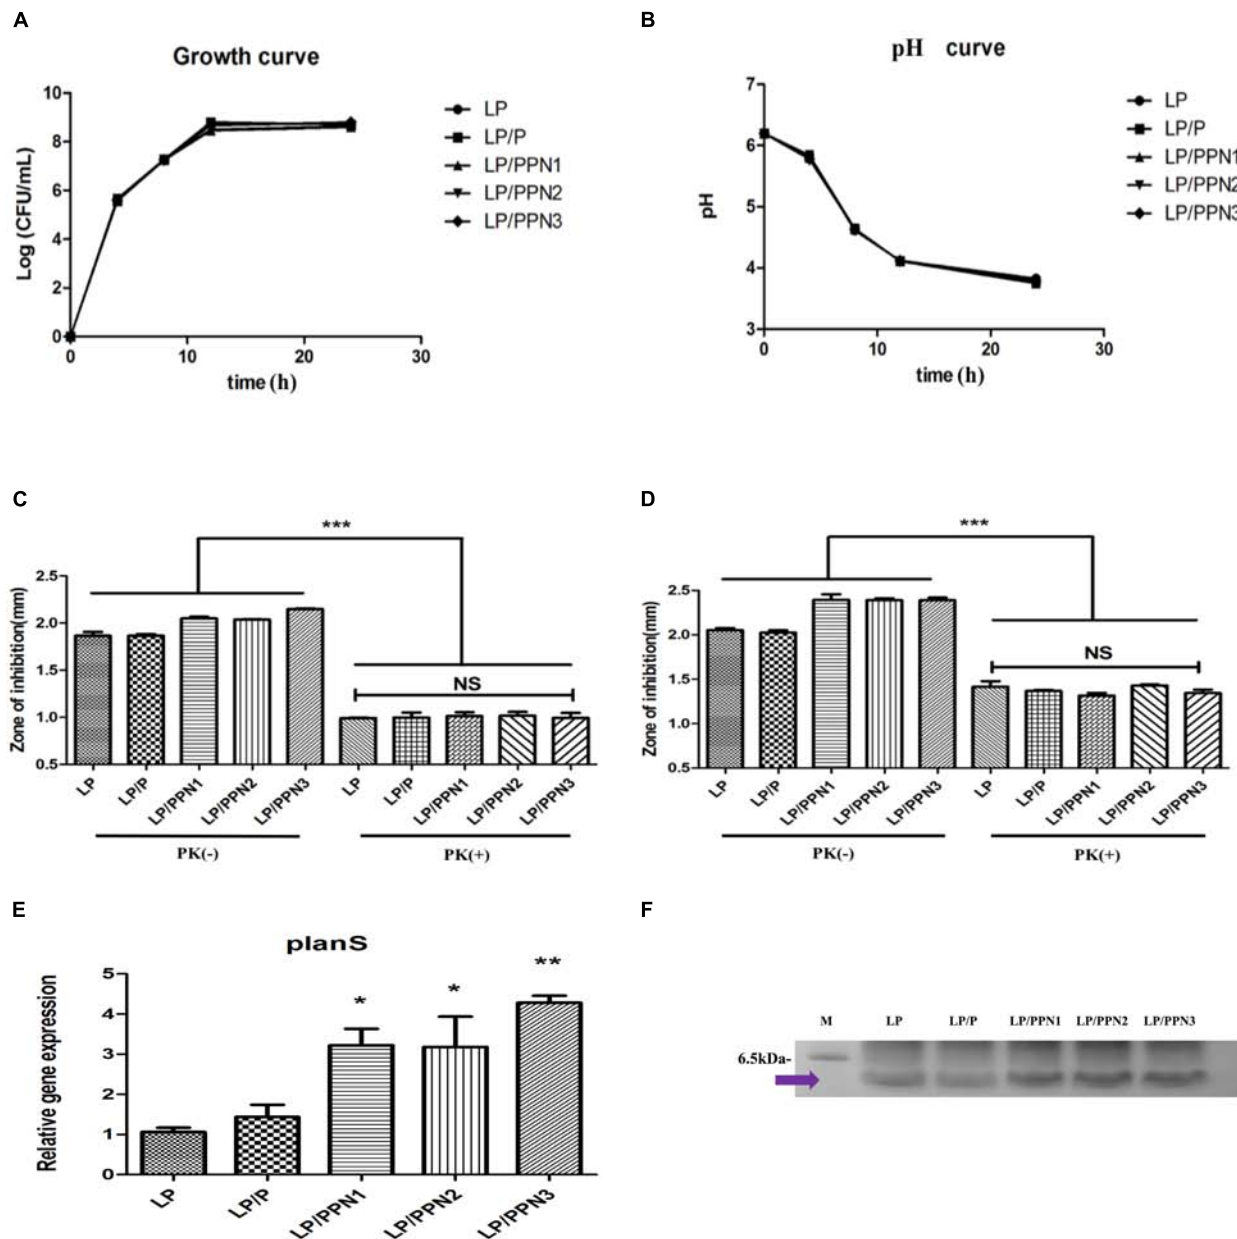 A
Growth curve
10
8
6
4
2
0
Log (CFU/mL)
0 10 20 30
time (h)
LP
LP/P
LP/PPN1
LP/PPN2
LP/PPN3
B
pH curve
7
6
5
4
3
pH
0 10 20 30
time (h)
LP
LP/P
LP/PPN1
LP/PPN2
LP/PPN3
C
***
NS
2.5
2.0
1.5
1.0
0.5
Zone of inhibition(mm)
LP LP/P LP/PPN1 LP/PPN2 LP/PPN3 LP LP/P LP/PPN1 LP/PPN2 LP/PPN3
PK(-) PK(+)
D
***
NS
2.5
2.0
1.5
1.0
0.5
Zone of inhibition(mm)
LP LP/P LP/PPN1 LP/PPN2 LP/PPN3 LP LP/P LP/PPN1 LP/PPN2 LP/PPN3
PK(-) PK(+)
E
planS
* * **
5
4
3
2
1
0
Relative gene expression
LP LP/P LP/PPN1 LP/PPN2 LP/PPN3
F
M LP LP/P LP/PPN1 LP/PPN2 LP/PPN3
6.5kDa-